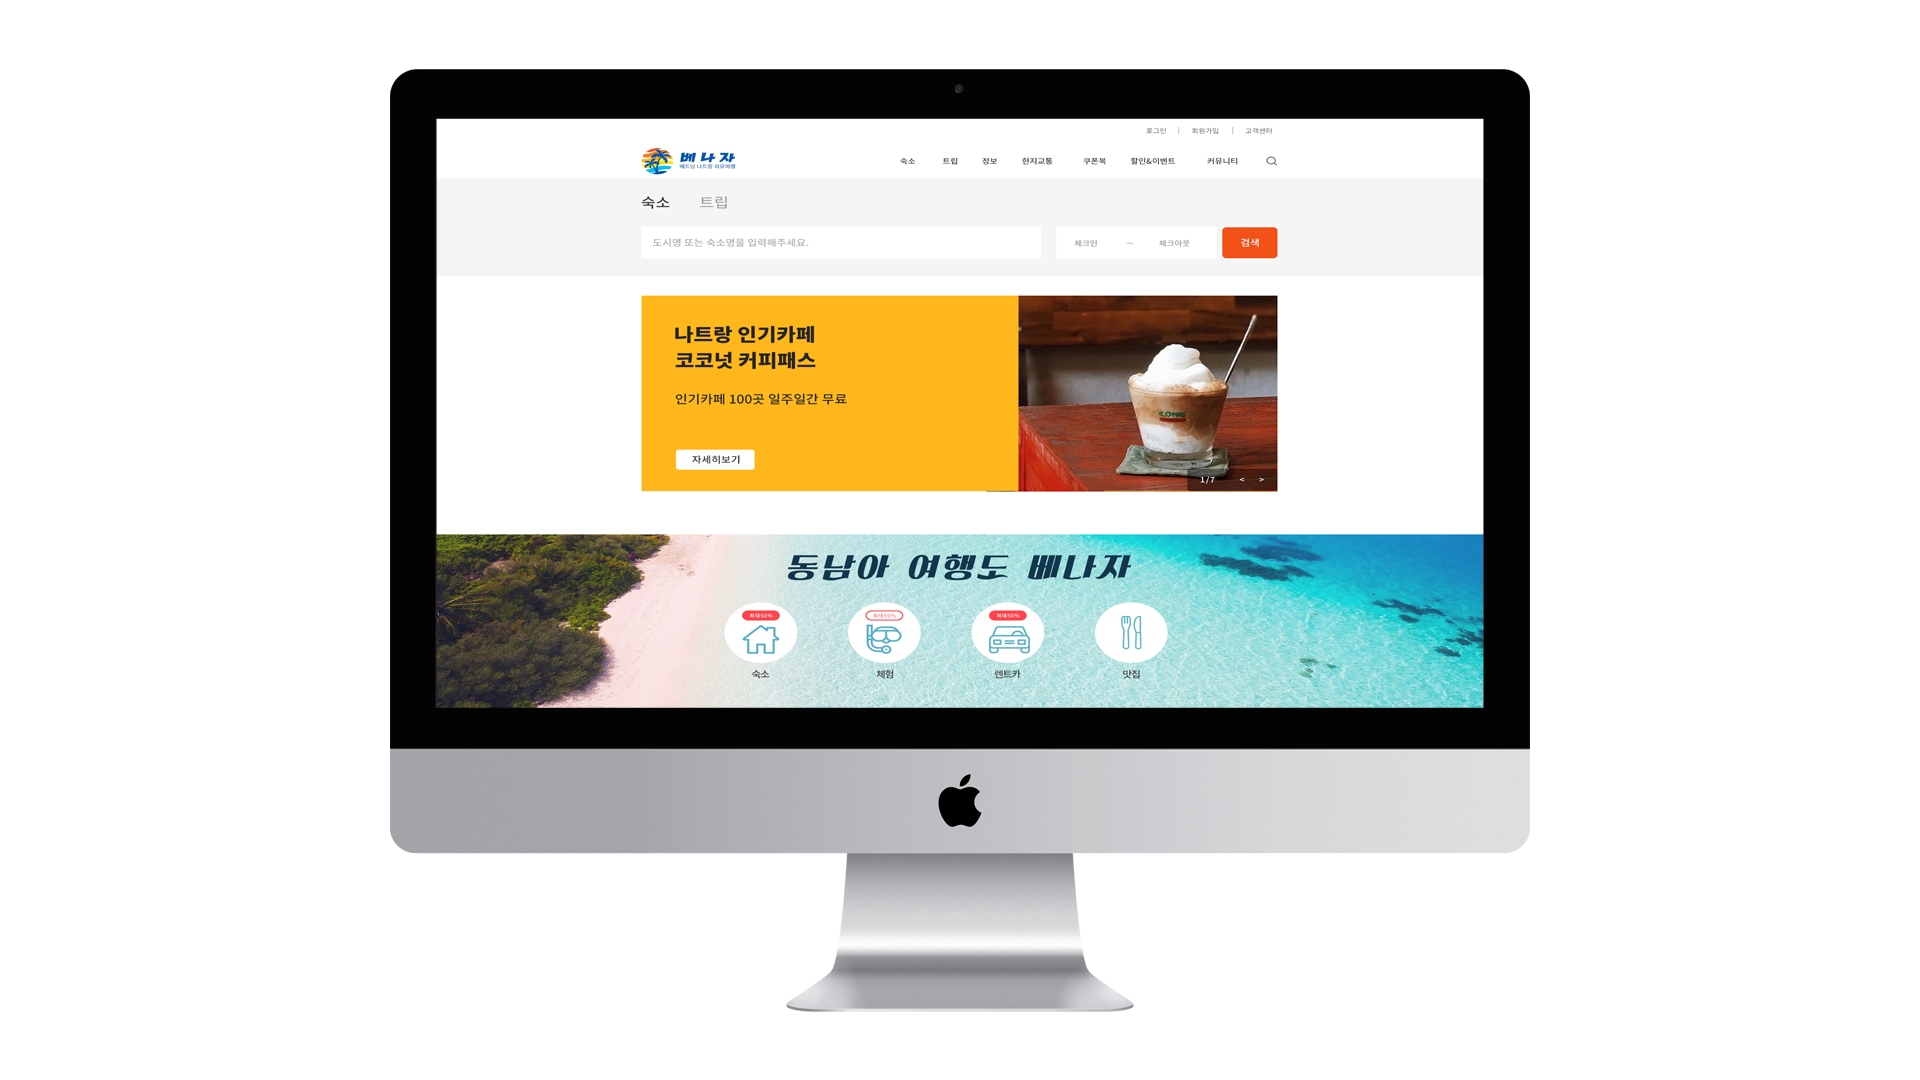 로그인 | 회원가입 | 고객센터
베나자
베트남 나트랑 자유여행
숙소 트립 정보 현지교통 쿠폰북 할인&이벤트 커뮤니티
숙소 트립
도시명 또는 숙소명을 입력해주세요.
체크인 — 체크아웃
검색
나트랑 인기카페
코코넛 커피패스
인기카페 100곳 일주일간 무료
자세히보기
CONG
1/7 < >
동남아 여행도 베나자
최대50% 최대50% 최대50%
숙소 체험 렌트카 맛집